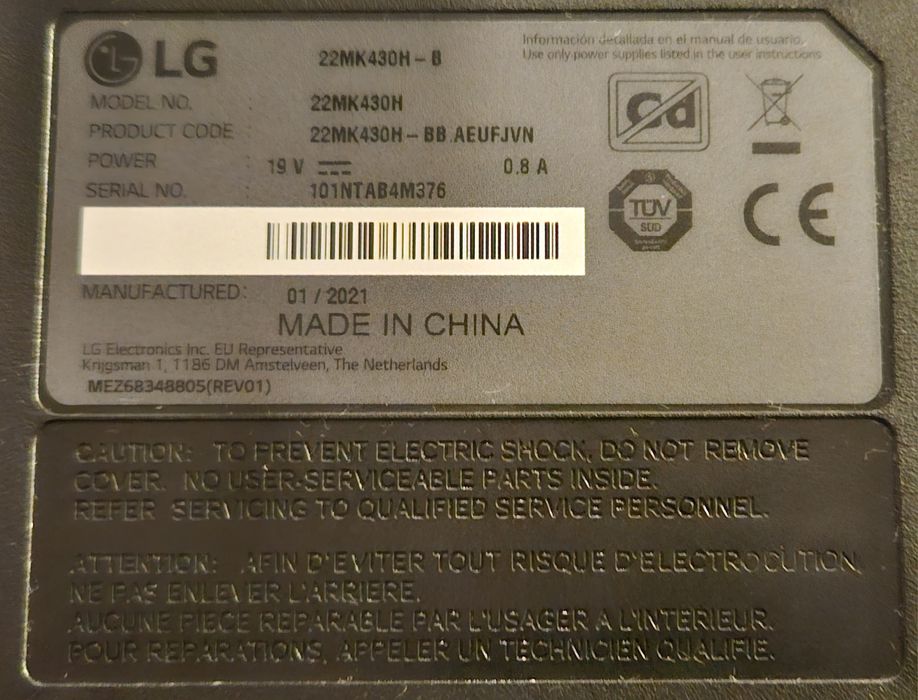 LG
22MK430H - B
Información detallada en el manual de usuario.
Use only power supplies listed in the user instructions
MODEL NO. : 22MK430H
PRODUCT CODE : 22MK430H - BB.AEUFJVN
POWER : 19 V 0.8 A
SERIAL NO. : 101NTAB4M376
Cd
TÜV
SÜD
CE
MANUFACTURED: 01 / 2021
MADE IN CHINA
LG Electronics Inc. EU Representative
Krijgsman 1, 1186 DM Amstelveen, The Netherlands
MEZ68348805(REV01)
CAUTION: TO PREVENT ELECTRIC SHOCK, DO NOT REMOVE
COVER. NO USER-SERVICEABLE PARTS INSIDE.
REFER SERVICING TO QUALIFIED SERVICE PERSONNEL.
ATTENTION: AFIN D'EVITER TOUT RISQUE D'ELECTROCUTION,
NE PAS ENLEVER L'ARRIERE.
AUCUNE PIECE REPARABLE PAR L'USAGER A L'INTERIEUR.
POUR REPARATIONS, APPELER UN TECHNICIEN QUALIFIE.